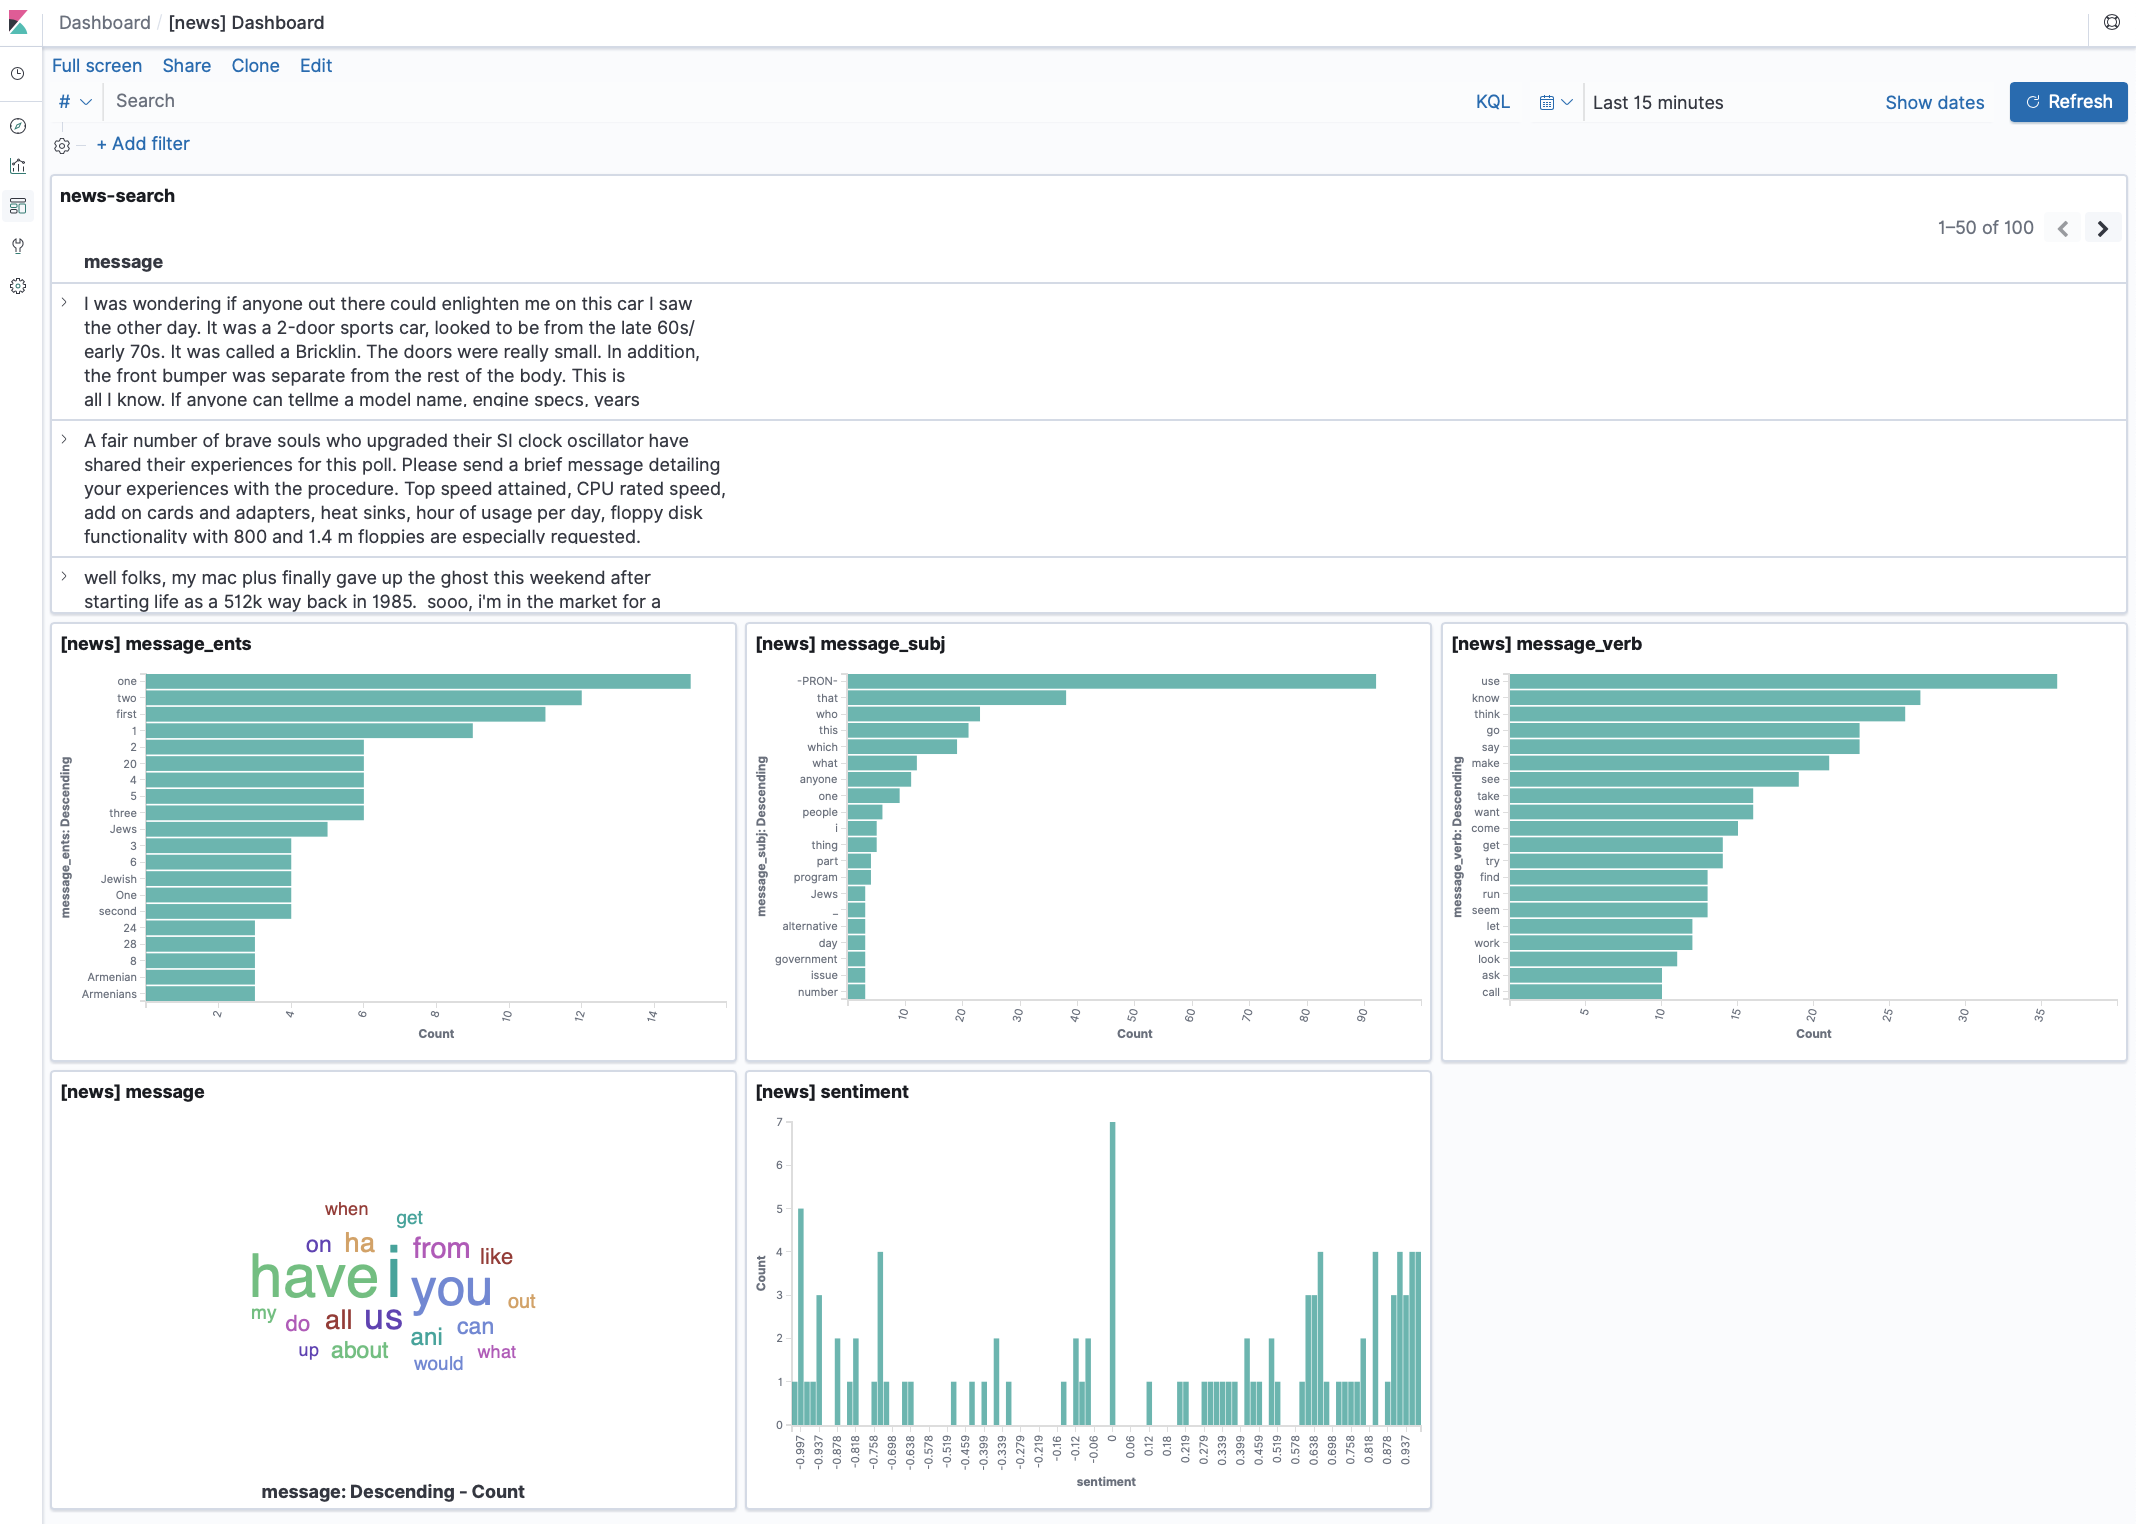 Dashboard / [news] Dashboard
Full screen Share Clone Edit
# Search KQL Last 15 minutes Show dates Refresh
+ Add filter
news-search
1–50 of 100
message
I was wondering if anyone out there could enlighten me on this car I saw
the other day. It was a 2-door sports car, looked to be from the late 60s/
early 70s. It was called a Bricklin. The doors were really small. In addition,
the front bumper was separate from the rest of the body. This is
all I know. If anyone can tellme a model name, engine specs, years
A fair number of brave souls who upgraded their SI clock oscillator have
shared their experiences for this poll. Please send a brief message detailing
your experiences with the procedure. Top speed attained, CPU rated speed,
add on cards and adapters, heat sinks, hour of usage per day, floppy disk
functionality with 800 and 1.4 m floppies are especially requested.
well folks, my mac plus finally gave up the ghost this weekend after
starting life as a 512k way back in 1985.  sooo, i'm in the market for a
[news] message_ents
message_ents: Descending
one
two
first
1
2
20
4
5
three
Jews
3
6
Jewish
One
second
24
28
8
Armenian
Armenians
2 4 6 8 10 12 14
Count
[news] message_subj
message_subj: Descending
-PRON-
that
who
this
which
what
anyone
one
people
i
thing
part
program
Jews
_
alternative
day
government
issue
number
10 20 30 40 50 60 70 80 90
Count
[news] message_verb
message_verb: Descending
use
know
think
go
say
make
see
take
want
come
get
try
find
run
seem
let
work
look
ask
call
5 10 15 20 25 30 35
Count
[news] message
when get
on ha from like
have i you
my do all us out
ani can
up about would what
message: Descending - Count
[news] sentiment
Count
7
6
5
4
3
2
1
0
-0.997 -0.937 -0.878 -0.818 -0.758 -0.698 -0.638 -0.578 -0.519 -0.459 -0.399 -0.339 -0.279 -0.219 -0.16 -0.12 -0.06 0 0.06 0.12 0.18 0.219 0.279 0.339 0.399 0.459 0.519 0.578 0.638 0.698 0.758 0.818 0.878 0.937
sentiment